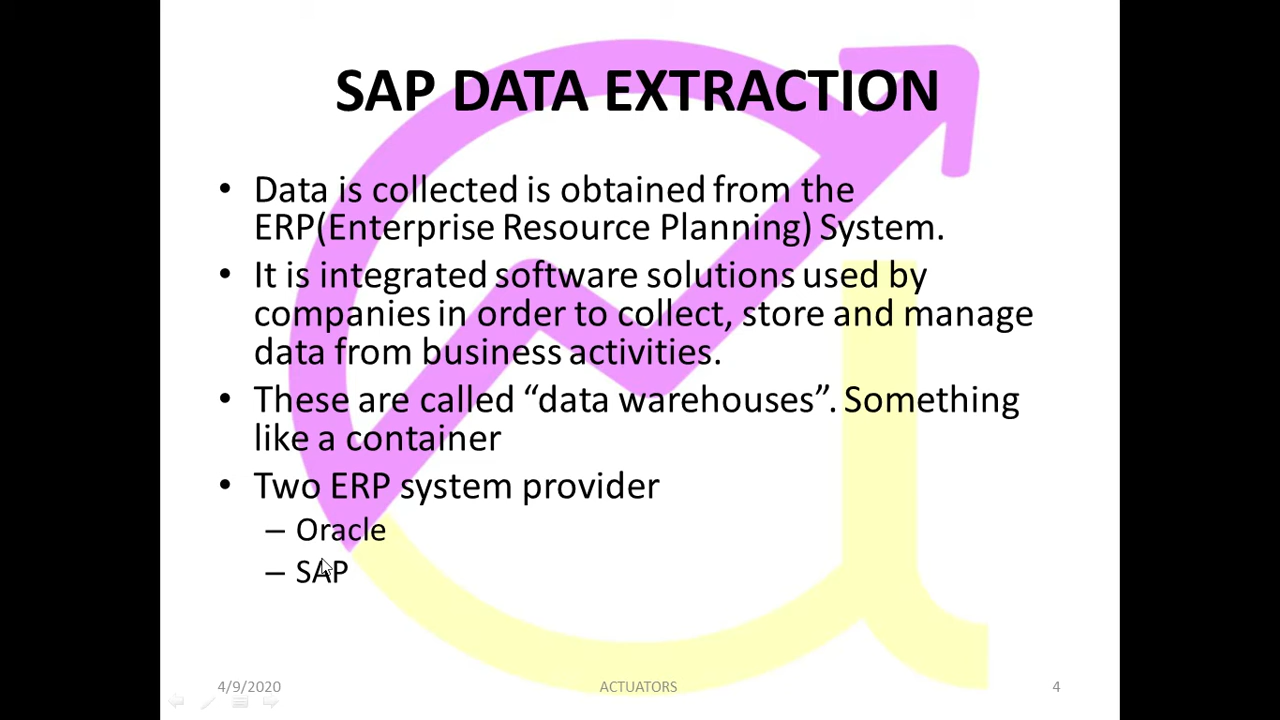 SAP DATA EXTRACTION
• Data is collected is obtained from the
ERP(Enterprise Resource Planning) System.
• It is integrated software solutions used by
companies in order to collect, store and manage
data from business activities.
• These are called “data warehouses”. Something
like a container
• Two ERP system provider
– Oracle
– SAP
4/9/2020 ACTUATORS 4